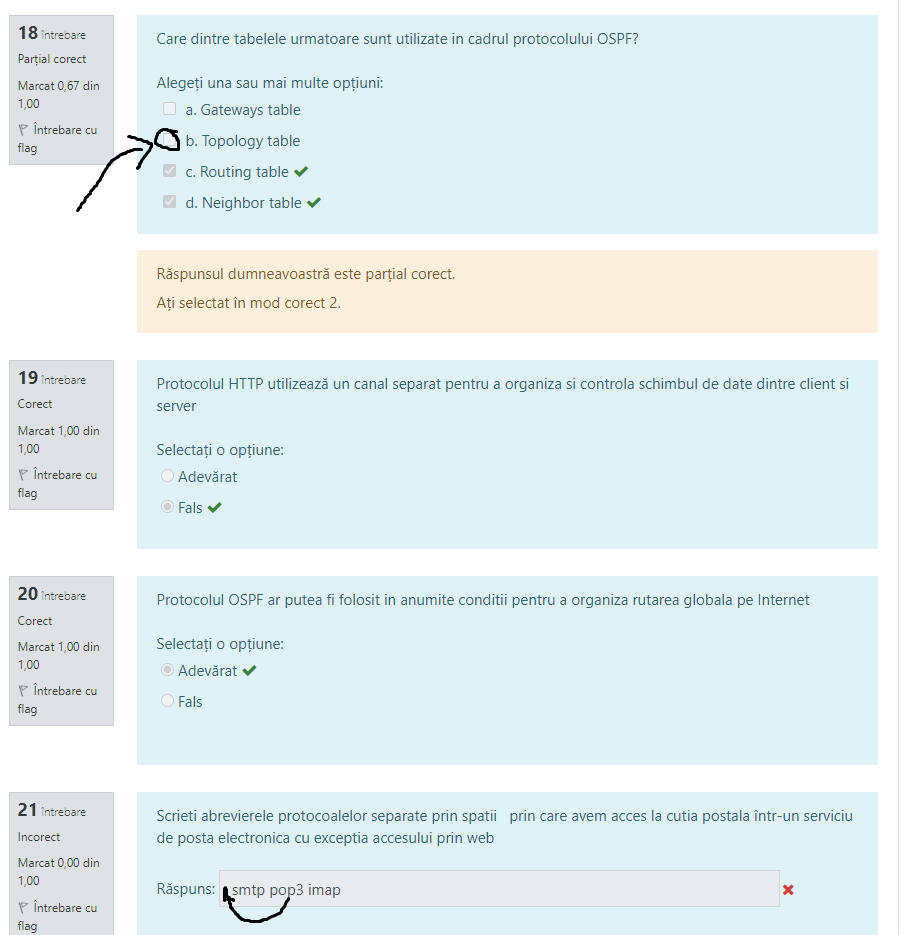 18 întrebare
Parțial corect
Marcat 0,67 din
1,00
Întrebare cu
flag
Care dintre tabelele urmatoare sunt utilizate in cadrul protocolului OSPF?
Alegeți una sau mai multe opțiuni:
a. Gateways table
b. Topology table
c. Routing table
d. Neighbor table
Răspunsul dumneavoastră este parțial corect.
Ați selectat în mod corect 2.
19 întrebare
Corect
Marcat 1,00 din
1,00
Întrebare cu
flag
Protocolul HTTP utilizează un canal separat pentru a organiza si controla schimbul de date dintre client si
server
Selectați o opțiune:
Adevărat
Fals
20 întrebare
Corect
Marcat 1,00 din
1,00
Întrebare cu
flag
Protocolul OSPF ar putea fi folosit in anumite conditii pentru a organiza rutarea globala pe Internet
Selectați o opțiune:
Adevărat
Fals
21 întrebare
Incorect
Marcat 0,00 din
1,00
Întrebare cu
flag
Scrieti abrevierele protocoalelor separate prin spatii prin care avem acces la cutia postala într-un serviciu
de posta electronica cu exceptia accesului prin web
Răspuns: smtp pop3 imap